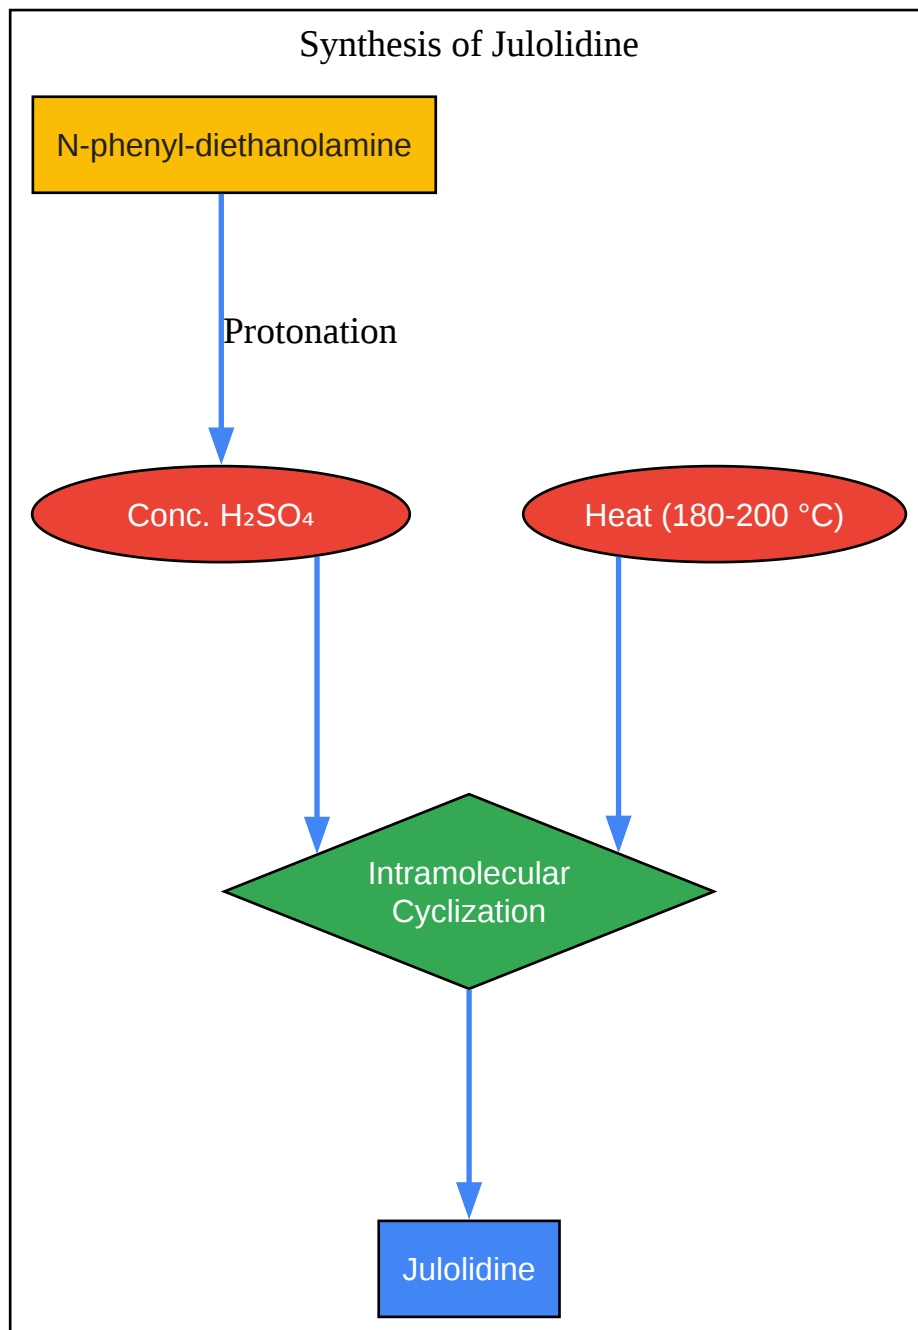 Synthesis of Julolidine
N-phenyl-diethanolamine
Protonation
Conc. H₂SO₄
Heat (180-200 °C)
Intramolecular
Cyclization
Julolidine